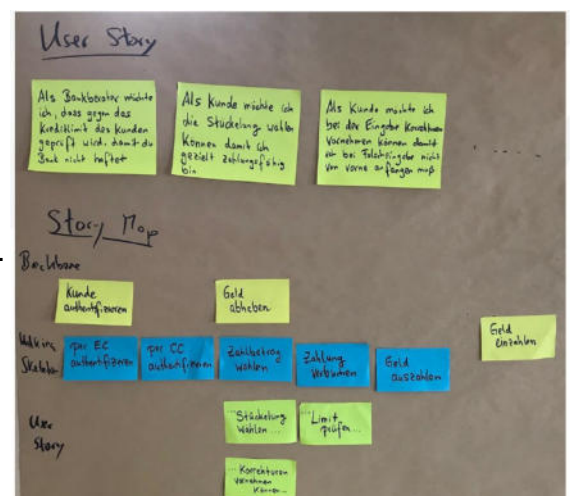 User Story
Als Bankberater möchte
ich, dass gegen das
Kreditlimit des Kunden
geprüft wird, damit die
Bank nicht haftet
Als Kunde möchte ich
die Stückelung wählen
können damit ich
gezielt zahlungsfähig
bin
Als Kunde möchte ich
bei der Eingabe Korrekturen
vornehmen können damit
ich bei Falscheingabe nicht
von vorne anfangen muß
.....
Story Map
Backbone
Kunde
authentifizieren
Geld
abheben
Geld
einzahlen
Walking
Skeleton
per EC
authentifizieren
per CC
authentifizieren
Zahlbetrag
wählen
Zahlung
verbuchen
Geld
auszahlen
User
Story
...Stückelung
wählen...
...Limit
prüfen...
...Korrekturen
vornehmen
können...